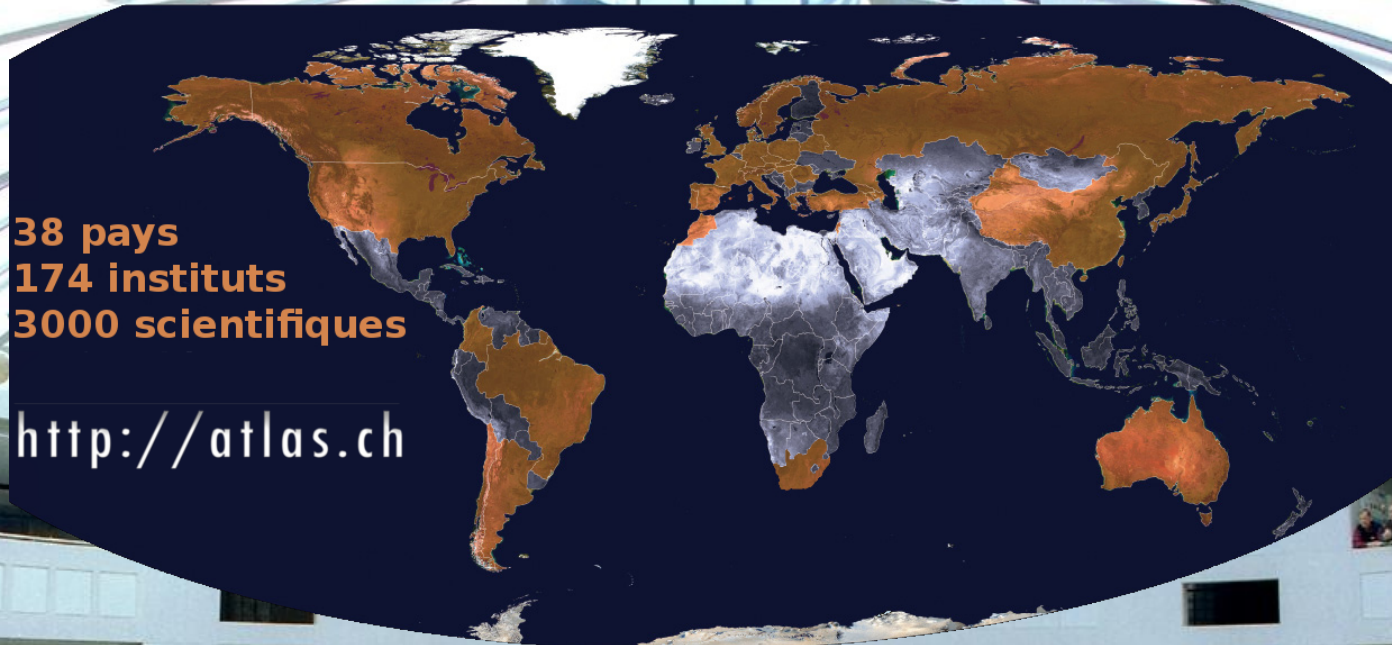 38 pays
174 instituts
3000 scientifiques
http://atlas.ch